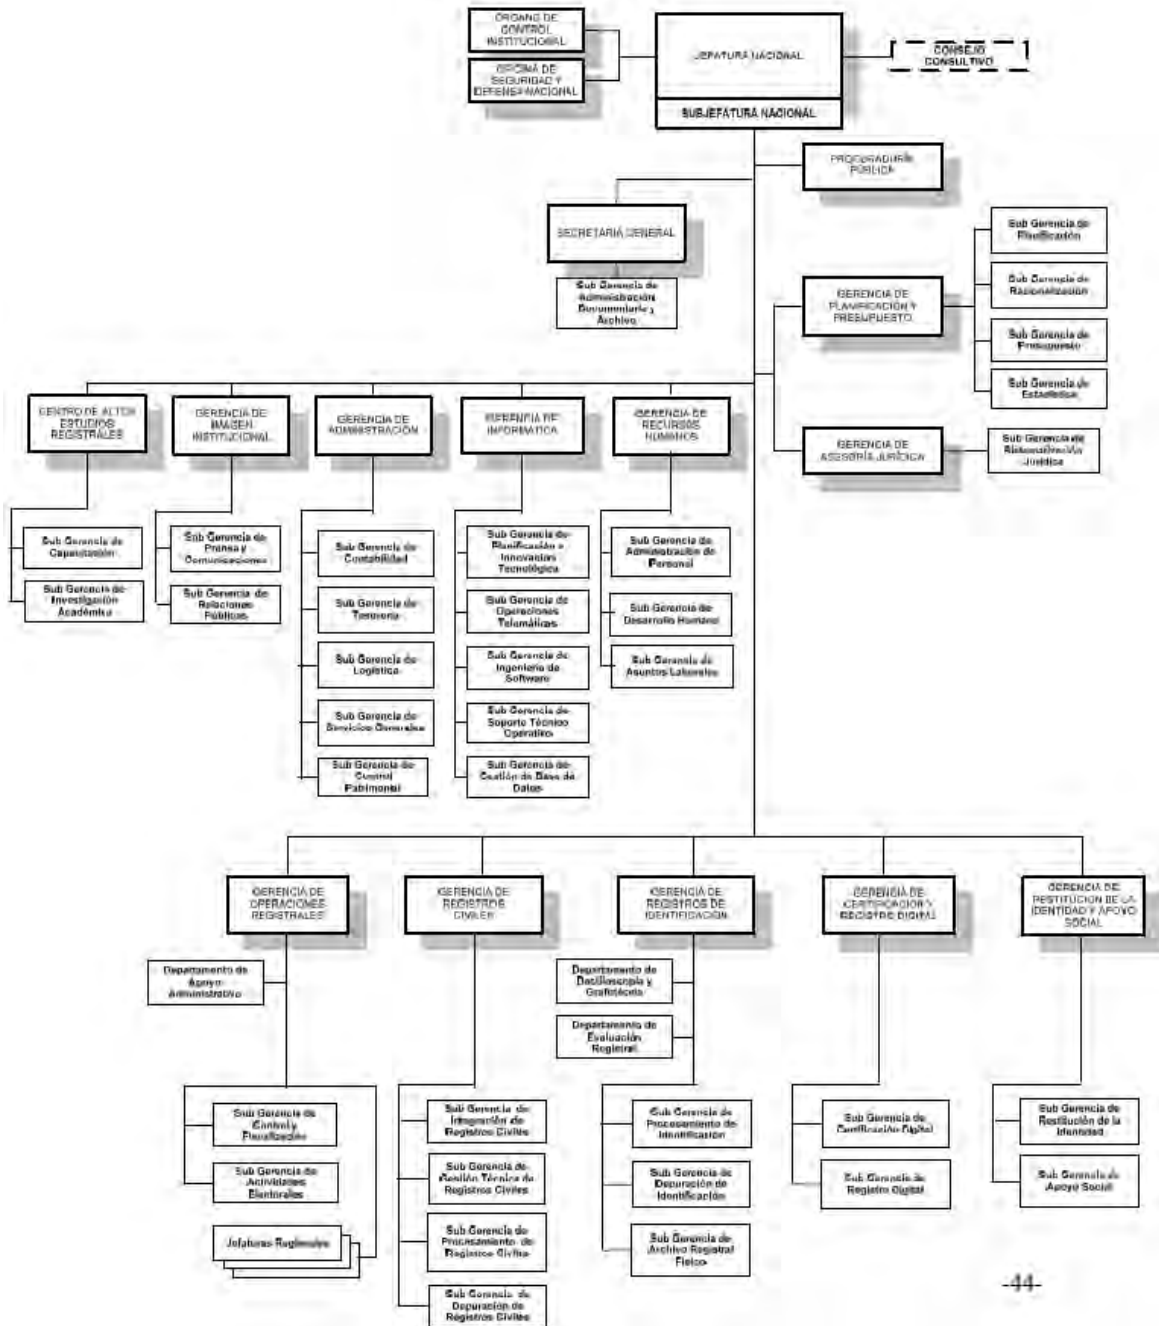 ÓRGANO DE
CONTROL
INSTITUCIONAL
OFICINA DE
SEGURIDAD Y
DEFENSA NACIONAL
JEFATURA NACIONAL
SUBJEFATURA NACIONAL
CONSEJO
CONSULTIVO
PROCURADURÍA
PÚBLICA
SECRETARÍA GENERAL
Sub Gerencia de
Administración
Documentaria y
Archivo
GERENCIA DE
PLANIFICACIÓN Y
PRESUPUESTO
Sub Gerencia de
Planificación
Sub Gerencia de
Racionalización
Sub Gerencia de
Presupuesto
Sub Gerencia de
Estadística
GERENCIA DE
ASESORÍA JURÍDICA
Sub Gerencia de
Sistematización
Jurídica
CENTRO DE ALTOS
ESTUDIOS
REGISTRALES
Sub Gerencia de
Capacitación
Sub Gerencia de
Investigación
Académica
GERENCIA DE
IMAGEN
INSTITUCIONAL
Sub Gerencia de
Prensa y
Comunicaciones
Sub Gerencia de
Relaciones
Públicas
GERENCIA DE
ADMINISTRACIÓN
Sub Gerencia de
Contabilidad
Sub Gerencia de
Tesorería
Sub Gerencia de
Logística
Sub Gerencia de
Servicios Generales
Sub Gerencia de
Control
Patrimonial
GERENCIA DE
INFORMATICA
Sub Gerencia de
Planificación e
Innovación
Tecnológica
Sub Gerencia de
Operaciones
Telemáticas
Sub Gerencia de
Ingeniería de
Software
Sub Gerencia de
Soporte Técnico
Operativo
Sub Gerencia de
Gestión de Base de
Datos
GERENCIA DE
RECURSOS
HUMANOS
Sub Gerencia de
Administración de
Personal
Sub Gerencia de
Desarrollo Humano
Sub Gerencia de
Asuntos Laborales
GERENCIA DE
OPERACIONES
REGISTRALES
Departamento de
Apoyo
Administrativo
Sub Gerencia de
Control y
Fiscalización
Sub Gerencia de
Actividades
Electorales
Jefaturas Regionales
GERENCIA DE
REGISTROS
CIVILES
Sub Gerencia de
Integración de
Registros Civiles
Sub Gerencia de
Gestión Técnica de
Registros Civiles
Sub Gerencia de
Procesamiento de
Registros Civiles
Sub Gerencia de
Depuración de
Registros Civiles
GERENCIA DE
REGISTROS DE
IDENTIFICACIÓN
Departamento de
Dactiloscopia y
Grafotécnia
Departamento de
Evaluación
Registral
Sub Gerencia de
Procesamiento de
Identificación
Sub Gerencia de
Depuración de
Identificación
Sub Gerencia de
Archivo Registral
Físico
GERENCIA DE
CERTIFICACION Y
REGISTRO DIGITAL
Sub Gerencia de
Certificación Digital
Sub Gerencia de
Registro Digital
GERENCIA DE
RESTITUCION DE LA
IDENTIDAD Y APOYO
SOCIAL
Sub Gerencia de
Restitución de la
Identidad
Sub Gerencia de
Apoyo Social
-44-